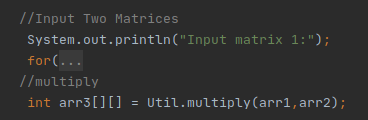 //Input Two Matrices
System.out.println("Input matrix 1:");
for(...
//multiply
int arr3[][] = Util.multiply(arr1,arr2);